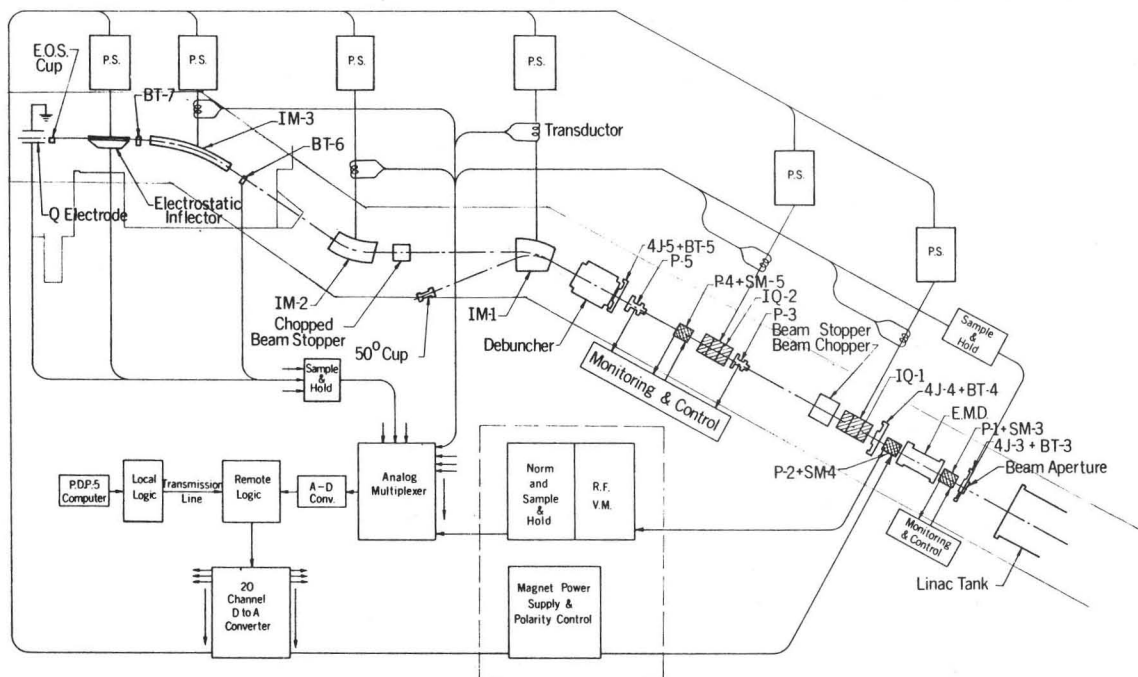 E.O.S.
Cup
P.S.
P.S.
P.S.
P.S.
BT-7
IM-3
BT-6
Transductor
P.S.
Q Electrode
Electrostatic
Inflector
P.S.
4J-5+BT-5
P-5
P-4+SM-5
IQ-2
P-3
IM-2
Chopped
Beam Stopper
50° Cup
IM-1
Debuncher
Beam Stopper
Beam Chopper
Sample
& Hold
IQ-1
4J-4+BT-4
E.M.D.
P-1+SM-3
4J-3 + BT-3
Beam Aperture
Monitoring & Control
Sample
&
Hold
P-2+SM4
P.D.P.-5
Computer
Local
Logic
Transmission
Line
Remote
Logic
A-D
Conv.
Analog
Multiplexer
Norm
and
Sample
&
Hold
R.F.
V.M.
Monitoring
& Control
Linac Tank
20
Channel
D to A
Converter
Magnet Power
Supply &
Polarity Control